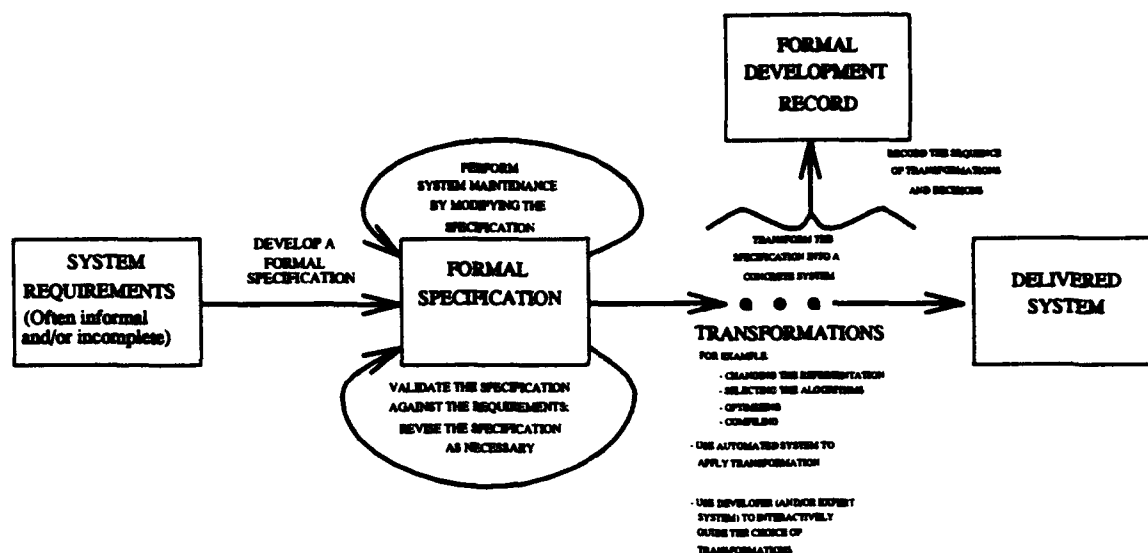 FORMAL
DEVELOPMENT
RECORD
RECORD THE SEQUENCE
OF TRANSFORMATIONS
AND DECISIONS
PERFORM
SYSTEM MAINTENANCE
BY MODIFYING THE
SPECIFICATION
SYSTEM
REQUIREMENTS
(Often informal
and/or incomplete)
DEVELOP A
FORMAL
SPECIFICATION
FORMAL
SPECIFICATION
VALIDATE THE SPECIFICATION
AGAINST THE REQUIREMENTS:
REVISE THE SPECIFICATION
AS NECESSARY
TRANSFORM THE
SPECIFICATION INTO A
CONCRETE SYSTEM
TRANSFORMATIONS
FOR EXAMPLE
- CHANGING THE REPRESENTATION
- SELECTING THE ALGORITHMS
- OPTIMIZING
- COMPILING
- USE AUTOMATED SYSTEM TO
APPLY TRANSFORMATION
- USE DEVELOPER (AND/OR EXPERT
SYSTEM) TO INTERACTIVELY
GUIDE THE CHOICE OF
TRANSFORMATIONS
DELIVERED
SYSTEM